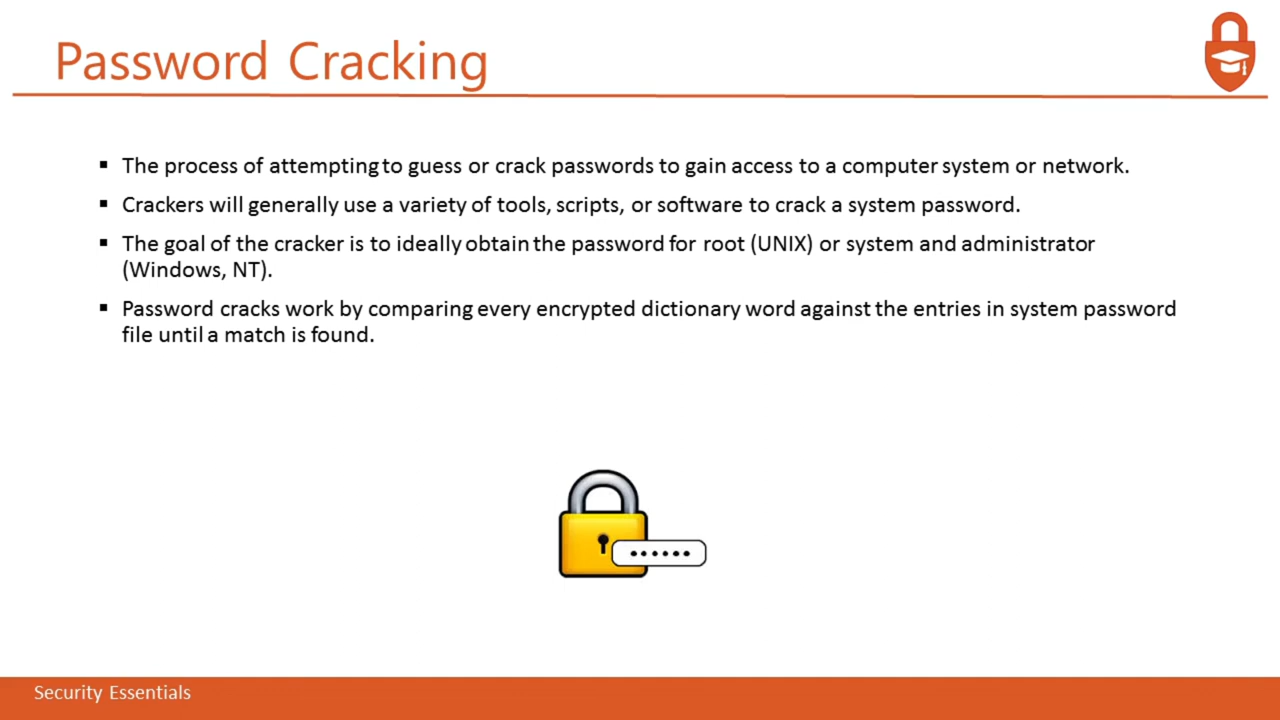 Password Cracking
▪ The process of attempting to guess or crack passwords to gain access to a computer system or network.
▪ Crackers will generally use a variety of tools, scripts, or software to crack a system password.
▪ The goal of the cracker is to ideally obtain the password for root (UNIX) or system and administrator
(Windows, NT).
▪ Password cracks work by comparing every encrypted dictionary word against the entries in system password
file until a match is found.
Security Essentials